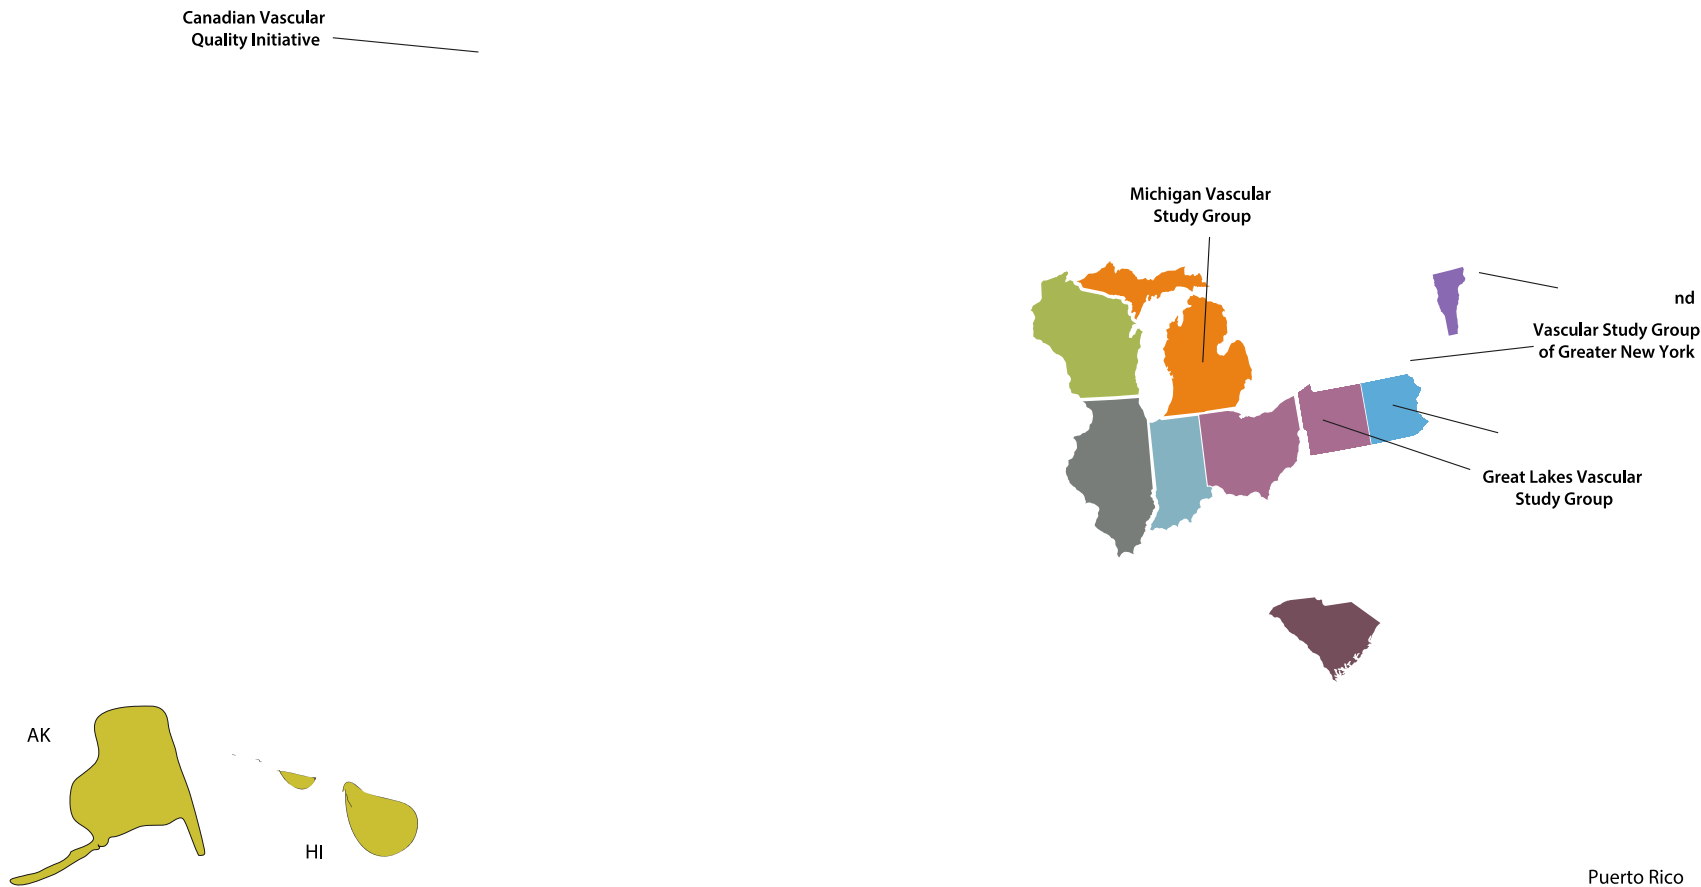 Canadian Vascular
Quality Initiative
Michigan Vascular
Study Group
nd
Vascular Study Group
of Greater New York
Great Lakes Vascular
Study Group
AK
HI
Puerto Rico